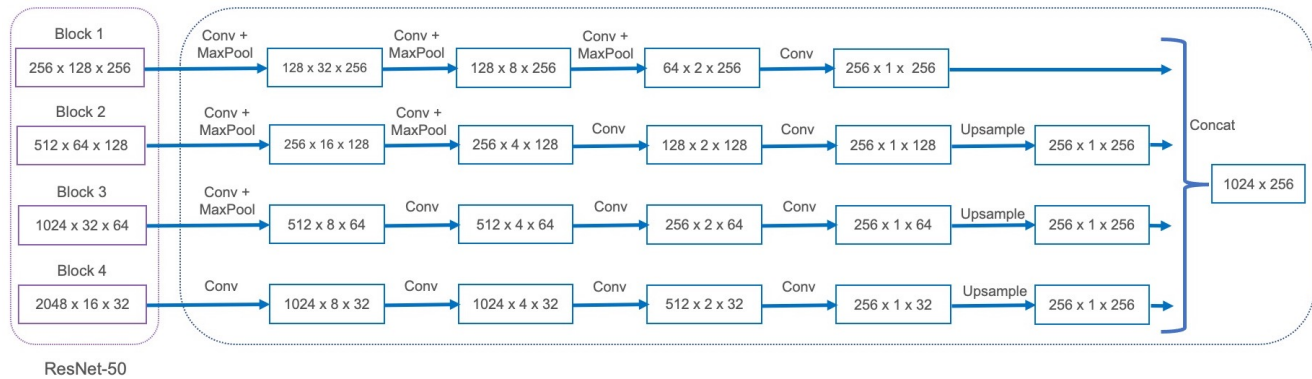 Block 1
256 x 128 x 256
Conv +
MaxPool
128 x 32 x 256
Conv +
MaxPool
128 x 8 x 256
Conv +
MaxPool
64 x 2 x 256
Conv
256 x 1 x 256
Block 2
512 x 64 x 128
Conv +
MaxPool
256 x 16 x 128
Conv +
MaxPool
256 x 4 x 128
Conv
128 x 2 x 128
Conv
256 x 1 x 128
Upsample
256 x 1 x 256
Block 3
1024 x 32 x 64
Conv +
MaxPool
512 x 8 x 64
Conv
512 x 4 x 64
Conv
256 x 2 x 64
Conv
256 x 1 x 64
Upsample
256 x 1 x 256
Block 4
2048 x 16 x 32
Conv
1024 x 8 x 32
Conv
1024 x 4 x 32
Conv
512 x 2 x 32
Conv
256 x 1 x 32
Upsample
256 x 1 x 256
Concat
1024 x 256
ResNet-50